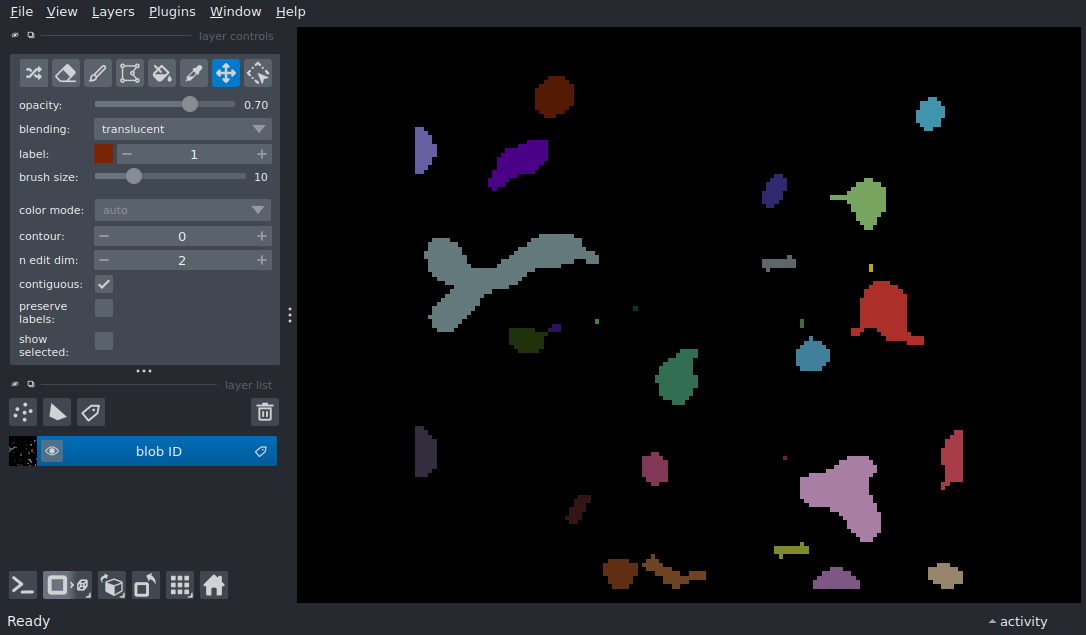 File View Layers Plugins Window Help
layer controls
opacity: 0.70
blending: translucent
label: 1
brush size: 10
color mode: auto
contour: 0
n edit dim: 2
contiguous:
preserve
labels:
show
selected:
layer list
blob ID
Ready
activity